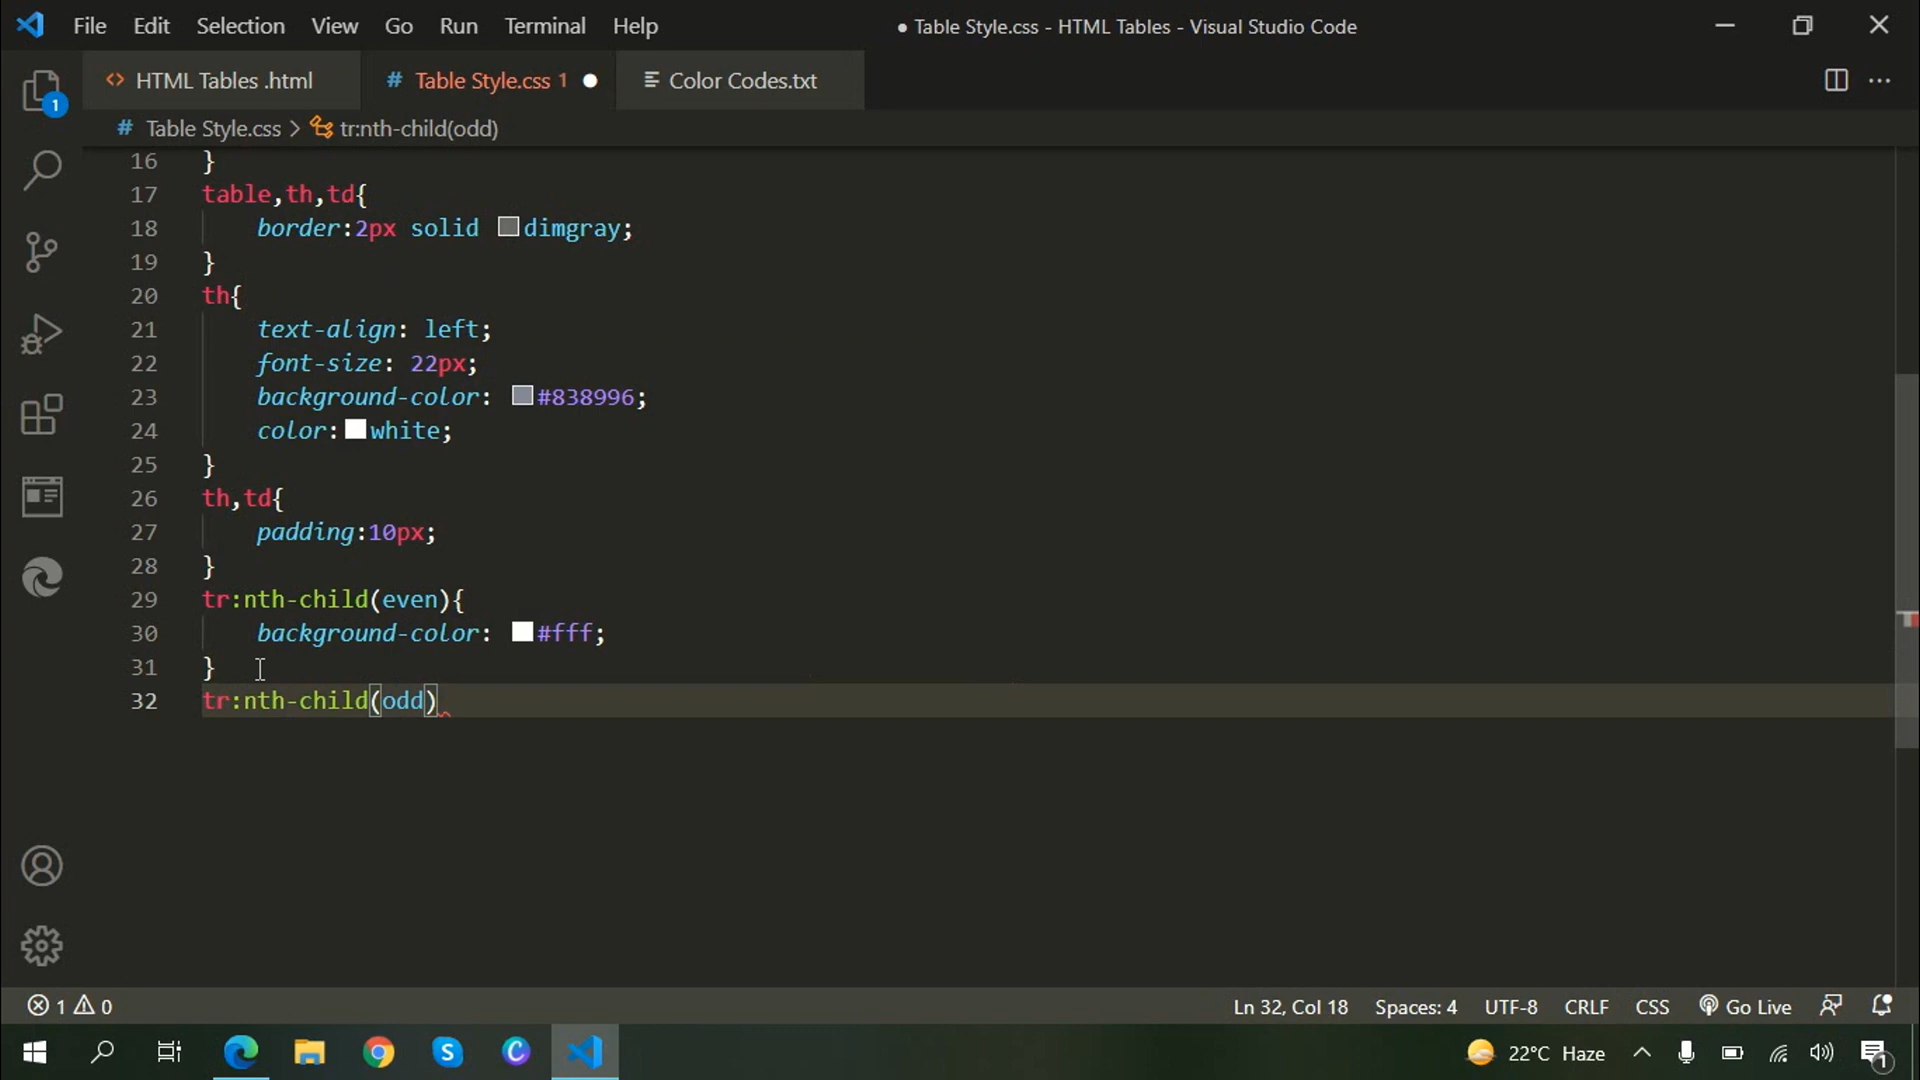 File Edit Selection View Go Run Terminal Help
● Table Style.css - HTML Tables - Visual Studio Code
HTML Tables .html
# Table Style.css 1
Color Codes.txt
# Table Style.css > tr:nth-child(odd)
1
16 }
17 table,th,td{
18 border:2px solid dimgray;
19 }
20 th{
21 text-align: left;
22 font-size: 22px;
23 background-color: #838996;
24 color: white;
25 }
26 th,td{
27 padding:10px;
28 }
29 tr:nth-child(even){
30 background-color: #fff;
31 }
32 tr:nth-child(odd)
1 0
Ln 32, Col 18 Spaces: 4 UTF-8 CRLF CSS Go Live
22°C Haze
1